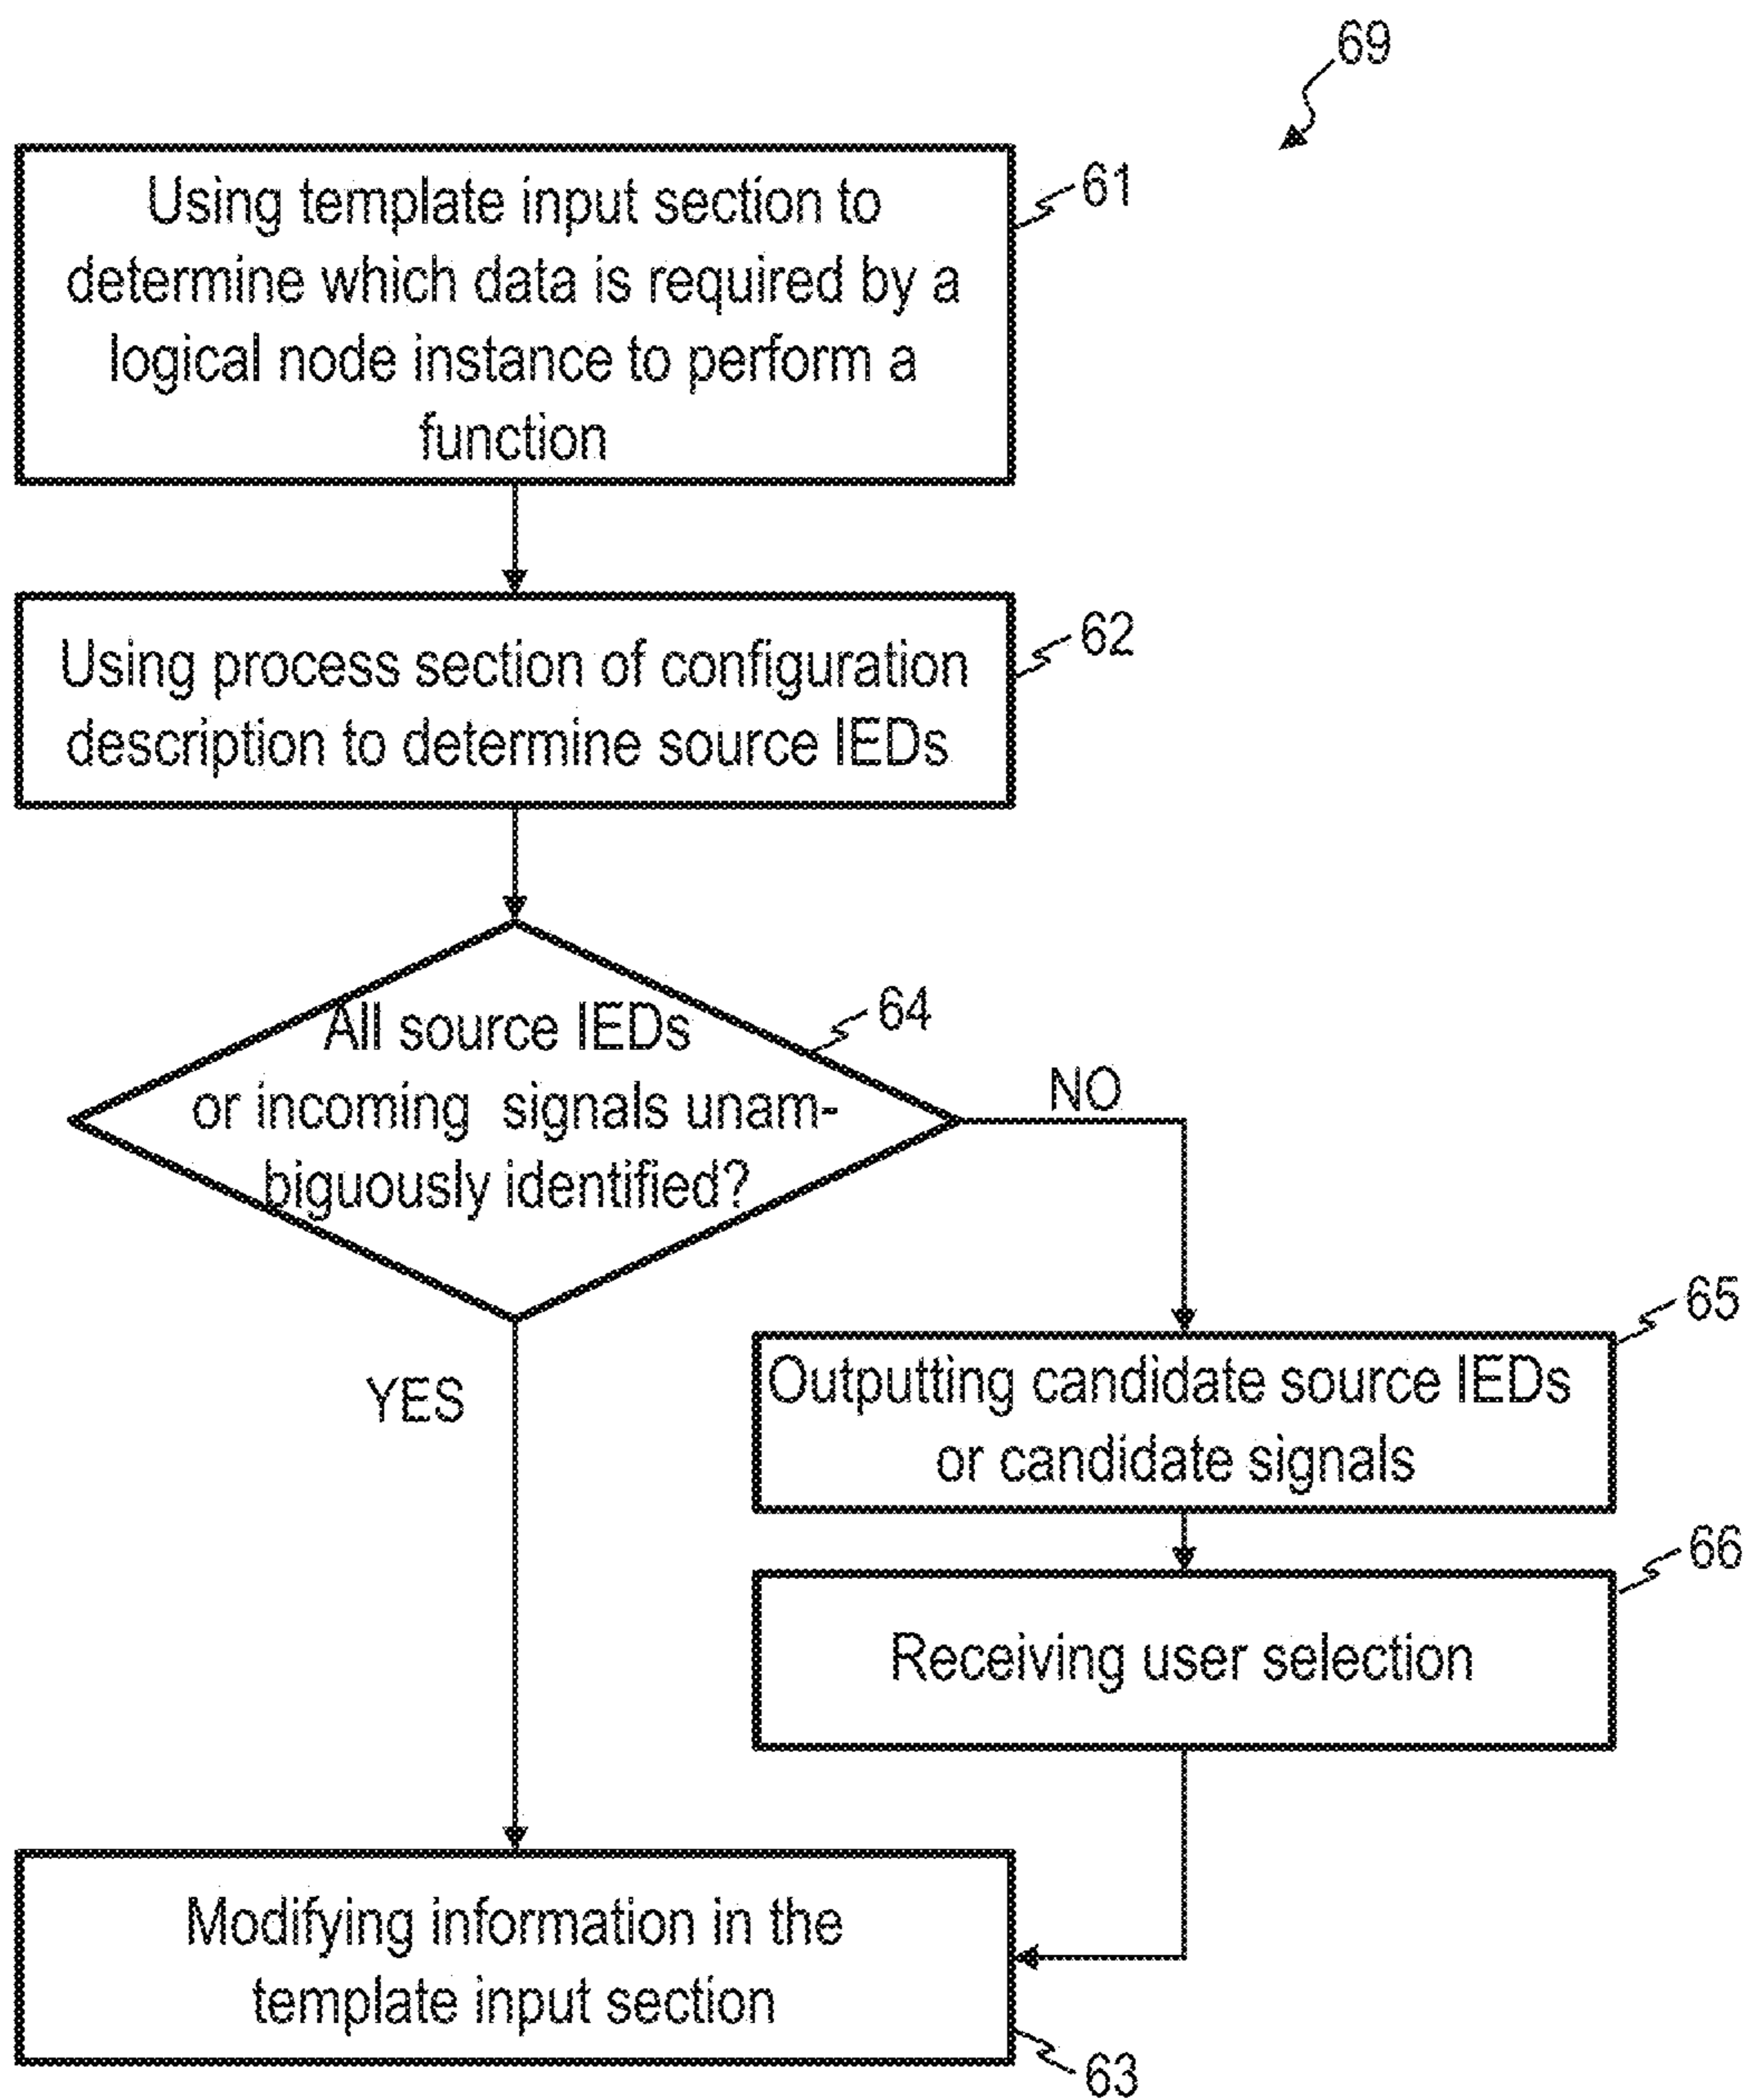 69
Using template input section to
determine which data is required by a
logical node instance to perform a
function
61
Using process section of configuration
description to determine source IEDs
62
All source IEDs
or incoming signals unam-
biguously identified?
64
NO
YES
Outputting candidate source IEDs
or candidate signals
65
Receiving user selection
66
Modifying information in the
template input section
63